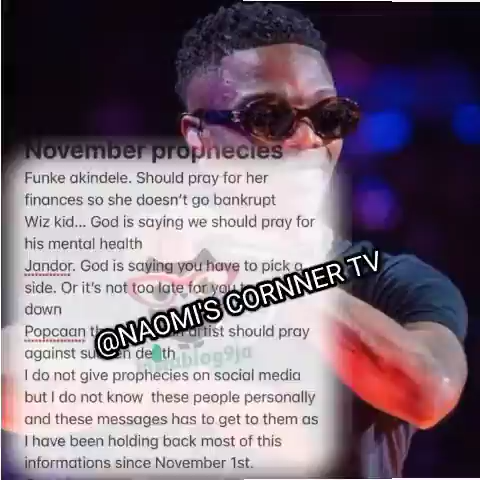 November prophecies
Funke akindele. Should pray for her
finances so she doesn't go bankrupt
Wiz kid... God is saying we should pray for
his mental health
Jandor. God is saying you have to pick a
side. Or it's not too late for you
down
@NAOMI'S CORNNER TV
Popcaan artist should pray
against death
I do not give prophecies on social media
but I do not know these people personally
and these messages has to get to them as
I have been holding back most of this
informations since November 1st.